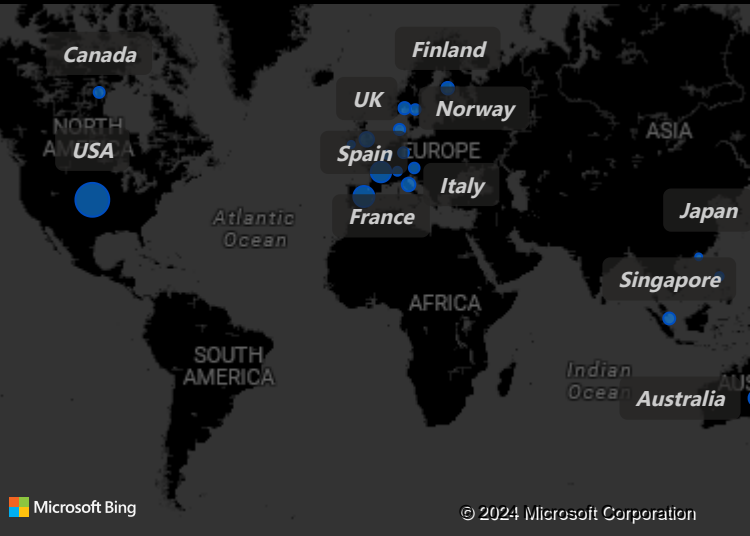 Canada
Finland
UK
Norway
NORTH
AMERICA
USA
ASIA
Spain
EUROPE
Italy
Atlantic
Ocean
France
Japan
Singapore
AFRICA
SOUTH
AMERICA
Indian
Ocean
AUS
Australia
Microsoft Bing
© 2024 Microsoft Corporation